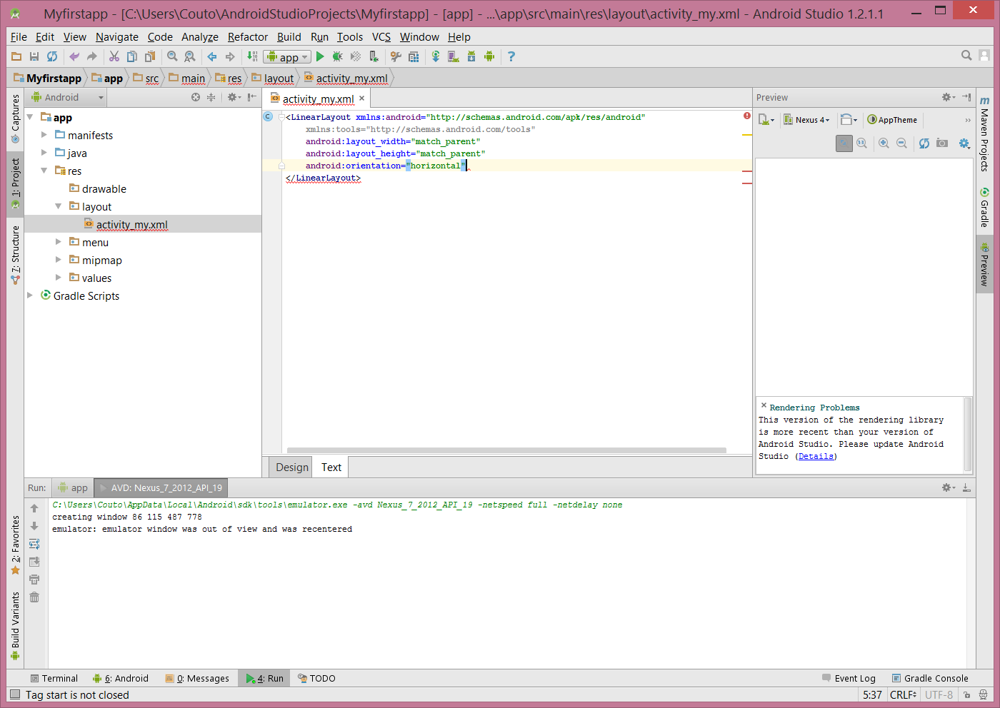 Myfirstapp - [C:\Users\Couto\AndroidStudioProjects\Myfirstapp] - [app] - ...\app\src\main\res\layout\activity_my.xml - Android Studio 1.2.1.1
File Edit View Navigate Code Analyze Refactor Build Run Tools VCS Window Help
app
Myfirstapp app src main res layout activity_my.xml
Captures
1: Project
7: Structure
2: Favorites
Build Variants
Android
app
manifests
java
res
drawable
layout
activity_my.xml
menu
mipmap
values
Gradle Scripts
activity_my.xml
<LinearLayout xmlns:android="http://schemas.android.com/apk/res/android"
xmlns:tools="http://schemas.android.com/tools"
android:layout_width="match_parent"
android:layout_height="match_parent"
android:orientation="horizontal"
</LinearLayout>
Design Text
Preview
Nexus 4 AppTheme
Rendering Problems
This version of the rendering library
is more recent than your version of
Android Studio. Please update Android
Studio (Details)
Maven Projects
Gradle
Preview
Run: app AVD: Nexus_7_2012_API_19
C:\Users\Couto\AppData\Local\Android\sdk\tools\emulator.exe -avd Nexus_7_2012_API_19 -netspeed full -netdelay none
creating window 86 115 487 778
emulator: emulator window was out of view and was recentered
Terminal 6: Android 0: Messages 4: Run TODO Event Log Gradle Console
Tag start is not closed 5:37 CRLF UTF-8